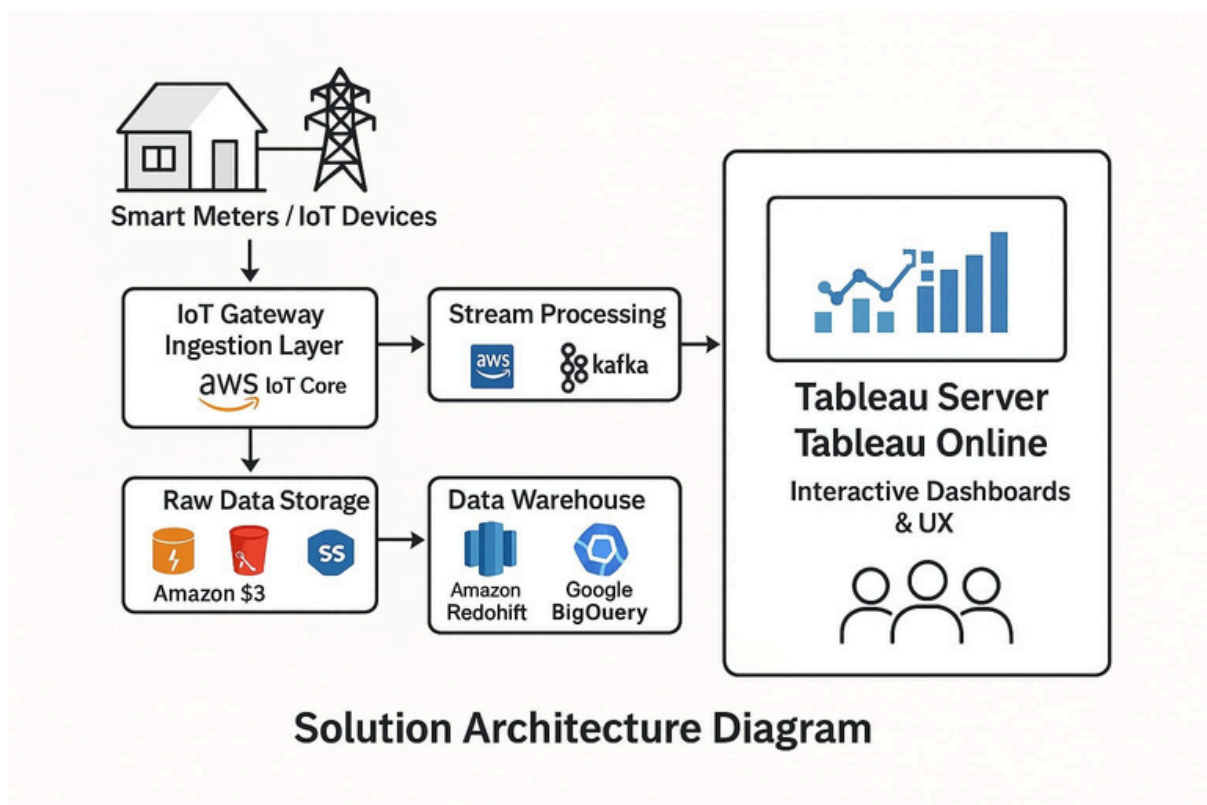 Smart Meters / IoT Devices
IoT Gateway
Ingestion Layer
aws IoT Core
Stream Processing
aws
kafka
Raw Data Storage
SS
Amazon $3
Data Warehouse
Amazon
Redohift
Google
BigOuery
Tableau Server
Tableau Online
Interactive Dashboards
& UX
Solution Architecture Diagram